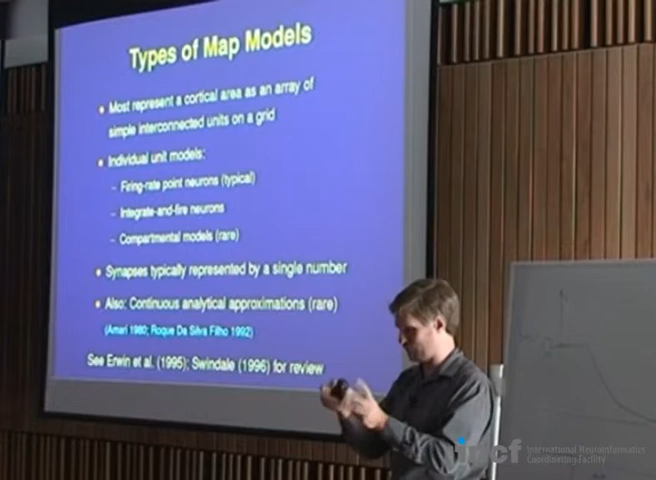 Types of Map Models
Most represent a cortical area as an array of
simple interconnected units on a grid
Individual unit models:
– Firing-rate point neurons (typical)
– Integrate-and-fire neurons
– Compartmental models (rare)
Synapses typically represented by a single number
Also: Continuous analytical approximations (rare)
(Amari 1980; Roque Da Silva Filho 1992)
See Erwin et al. (1995); Swindale (1996) for review
incf
International Neuroinformatics
Coordinating Facility